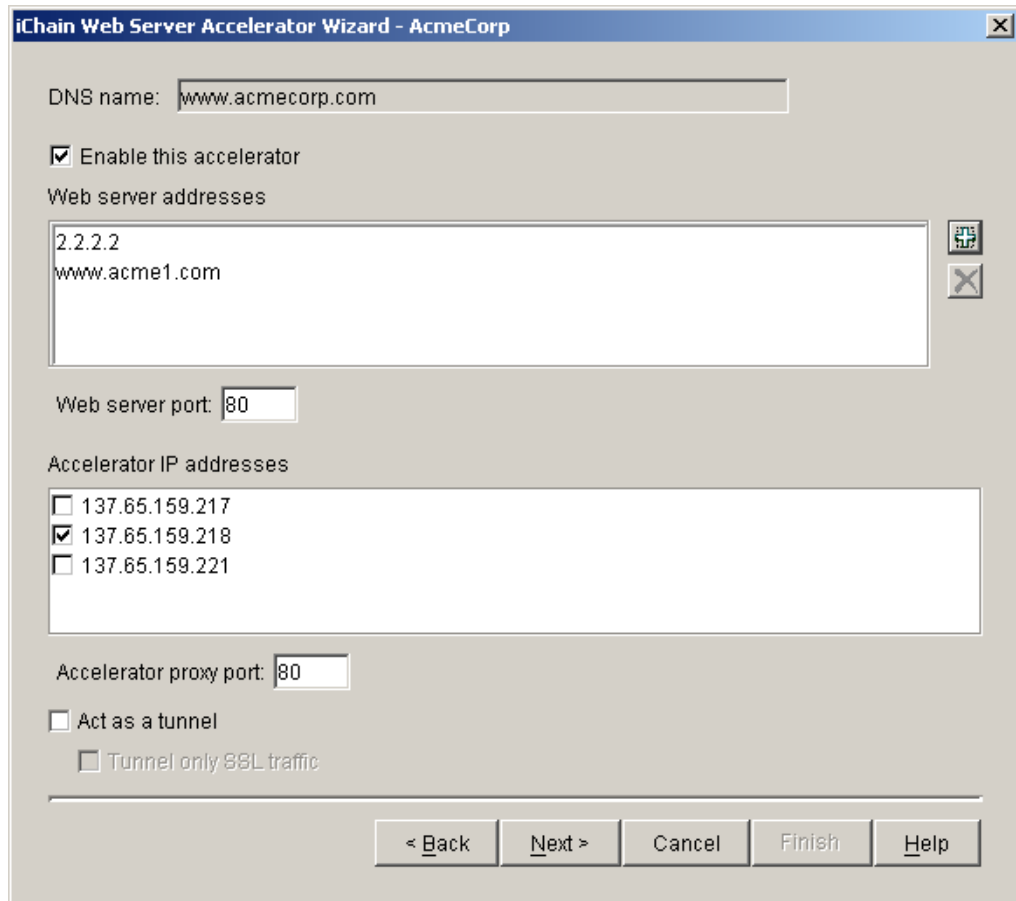 iChain Web Server Accelerator Wizard - AcmeCorp
DNS name: www.acmecorp.com
Enable this accelerator
Web server addresses
2.2.2.2
www.acme1.com
Web server port: 80
Accelerator IP addresses
137.65.159.217
137.65.159.218
137.65.159.221
Accelerator proxy port: 80
Act as a tunnel
Tunnel only SSL traffic
< Back Next > Cancel Finish Help